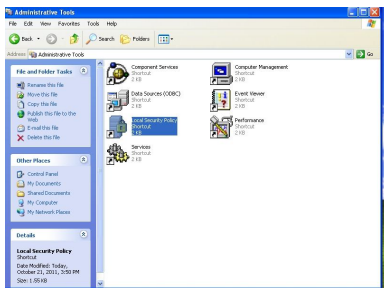 Administrative Tools
File Edit View Favorites Tools Help
Back Search Folders
Address Administrative Tools Go
File and Folder Tasks
Rename this file
Move this file
Copy this file
Publish this file to the
Web
E-mail this file
Delete this file
Other Places
Control Panel
My Documents
Shared Documents
My Computer
My Network Places
Details
Local Security Policy
Shortcut
Date Modified: Today,
October 21, 2011, 3:50 PM
Size: 1.55 KB
Component Services
Shortcut
2 KB
Computer Management
Shortcut
2 KB
Data Sources (ODBC)
Shortcut
2 KB
Event Viewer
Shortcut
2 KB
Local Security Policy
Shortcut
2 KB
Performance
Shortcut
2 KB
Services
Shortcut
2 KB